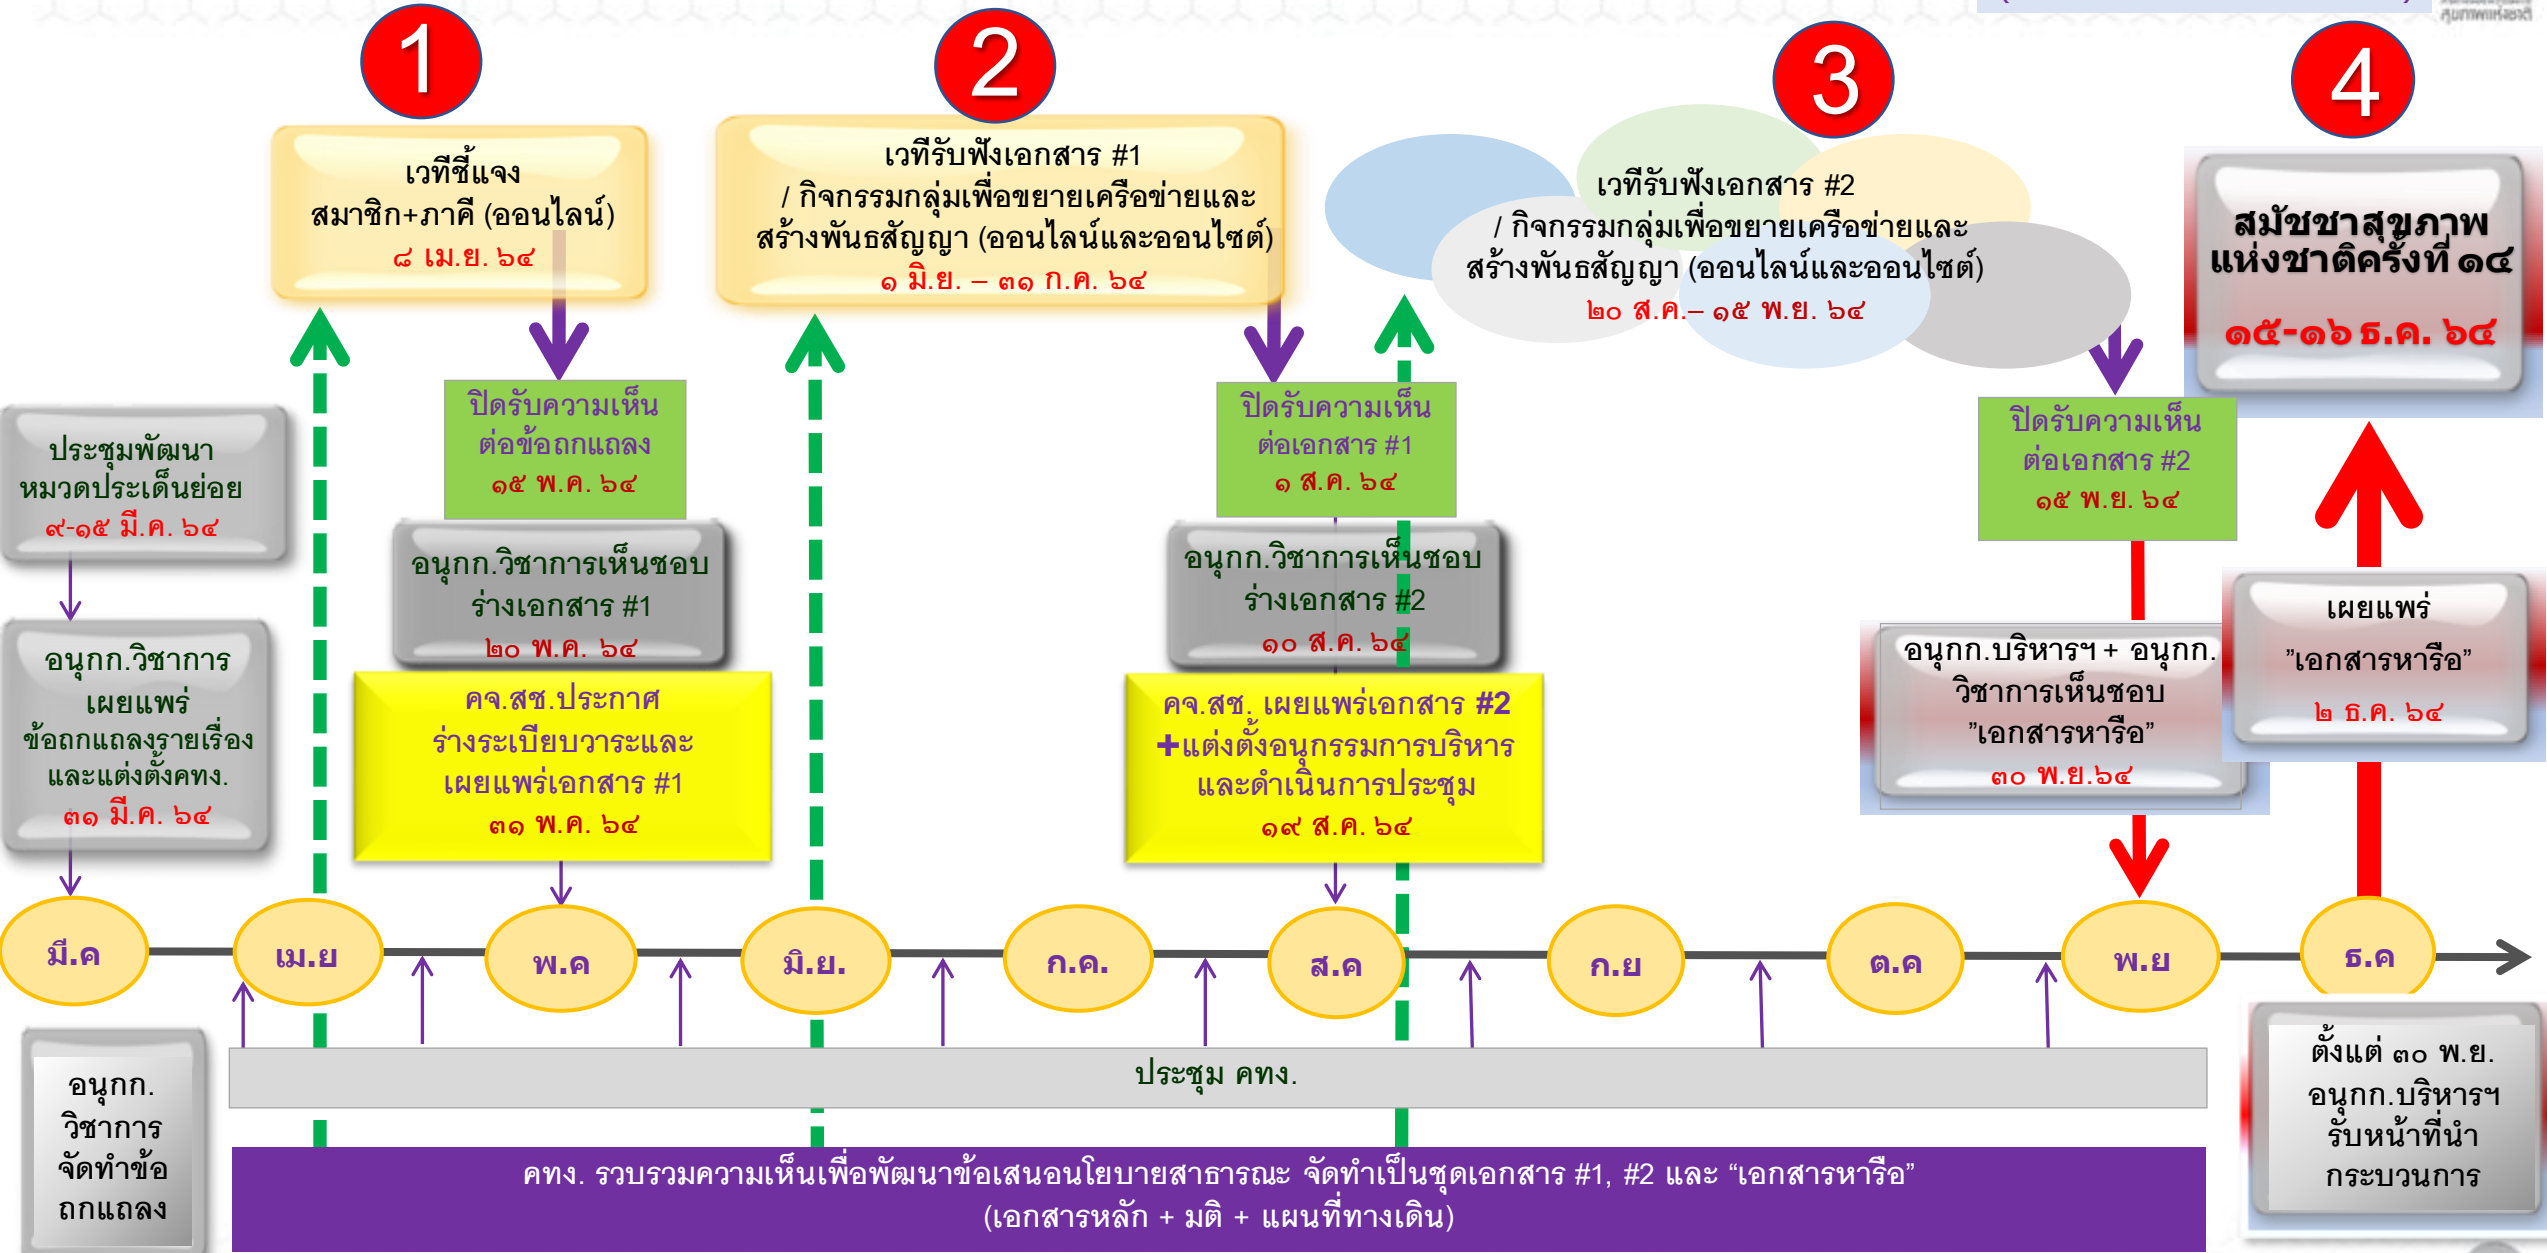 สุขภาพแห่งชาติ
1
2
3
4
เวทีชี้แจง
สมาชิก+ภาคี (ออนไลน์)
๘ เม.ย. ๖๔
เวทีรับฟังเอกสาร #1
/ กิจกรรมกลุ่มเพื่อขยายเครือข่ายและ
สร้างพันธสัญญา (ออนไลน์และออนไซต์)
๑ มิ.ย. – ๓๑ ก.ค. ๖๔
เวทีรับฟังเอกสาร #2
/ กิจกรรมกลุ่มเพื่อขยายเครือข่ายและ
สร้างพันธสัญญา (ออนไลน์และออนไซต์)
๒๐ ส.ค.– ๑๕ พ.ย. ๖๔
สมัชชาสุขภาพ
แห่งชาติครั้งที่ ๑๔
๑๕-๑๖ ธ.ค. ๖๔
ประชุมพัฒนา
หมวดประเด็นย่อย
๙-๑๕ มี.ค. ๖๔
อนุกก.วิชาการ
เผยแพร่
ข้อถกแถลงรายเรื่อง
และแต่งตั้งคทง.
๓๑ มี.ค. ๖๔
ปิดรับความเห็น
ต่อข้อถกแถลง
๑๕ พ.ค. ๖๔
อนุกก.วิชาการเห็นชอบ
ร่างเอกสาร #1
๒๐ พ.ค. ๖๔
คจ.สช.ประกาศ
ร่างระเบียบวาระและ
เผยแพร่เอกสาร #1
๓๑ พ.ค. ๖๔
ปิดรับความเห็น
ต่อเอกสาร #1
๑ ส.ค. ๖๔
อนุกก.วิชาการเห็นชอบ
ร่างเอกสาร #2
๑๐ ส.ค. ๖๔
คจ.สช. เผยแพร่เอกสาร #2
+แต่งตั้งอนุกรรมการบริหาร
และดำเนินการประชุม
๑๙ ส.ค. ๖๔
ปิดรับความเห็น
ต่อเอกสาร #2
๑๕ พ.ย. ๖๔
อนุกก.บริหารฯ + อนุกก.
วิชาการเห็นชอบ
”เอกสารหารือ”
๓๐ พ.ย.๖๔
เผยแพร่
”เอกสารหารือ”
๒ ธ.ค. ๖๔
มี.ค
เม.ย
พ.ค
มิ.ย.
ก.ค.
ส.ค
ก.ย
ต.ค
พ.ย
ธ.ค
อนุกก.
วิชาการ
จัดทำข้อ
ถกแถลง
ประชุม คทง.
คทง. รวบรวมความเห็นเพื่อพัฒนาข้อเสนอนโยบายสาธารณะ จัดทำเป็นชุดเอกสาร #1, #2 และ “เอกสารหารือ”
(เอกสารหลัก + มติ + แผนที่ทางเดิน)
ตั้งแต่ ๓๐ พ.ย.
อนุกก.บริหารฯ
รับหน้าที่นำ
กระบวนการ